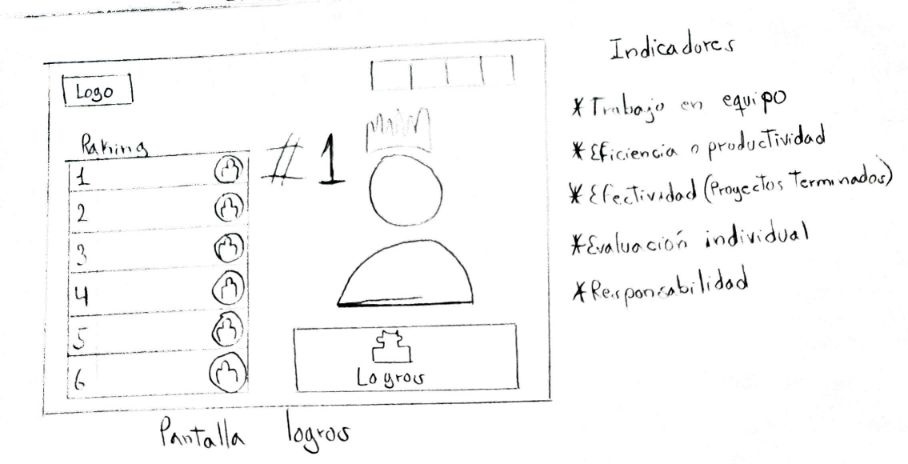 Logo
Raking
1
2
3
4
5
6
#1
Logros
Pantalla logros
Indicadores
* Trabajo en equipo
* Eficiencia o productividad
* Efectividad (Proyectos Terminados)
* Evaluación individual
* Responsabilidad